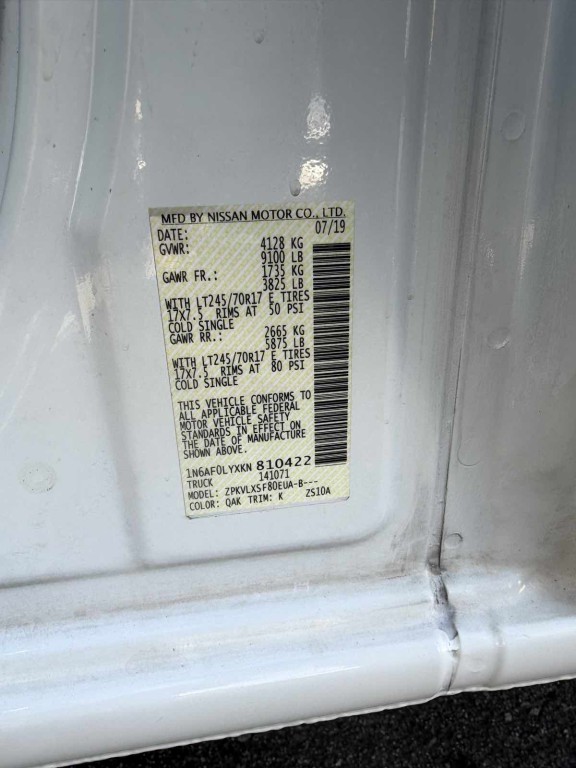 MFD BY NISSAN MOTOR CO., LTD.
DATE: 07/19
GVWR: 4128 KG
9100 LB
GAWR FR.: 1735 KG
3825 LB
WITH LT245/70R17 E TIRES
17X7.5 RIMS AT 50 PSI
COLD SINGLE
GAWR RR.: 2665 KG
5875 LB
WITH LT245/70R17 E TIRES
17X7.5 RIMS AT 80 PSI
COLD SINGLE
THIS VEHICLE CONFORMS TO
ALL APPLICABLE FEDERAL
MOTOR VEHICLE SAFETY
STANDARDS IN EFFECT ON
THE DATE OF MANUFACTURE
SHOWN ABOVE.
1N6AF0LYXKN 810422
TRUCK 141071
MODEL: ZPKVLXSF80EUA-B---
COLOR: QAK TRIM: K ZS10A